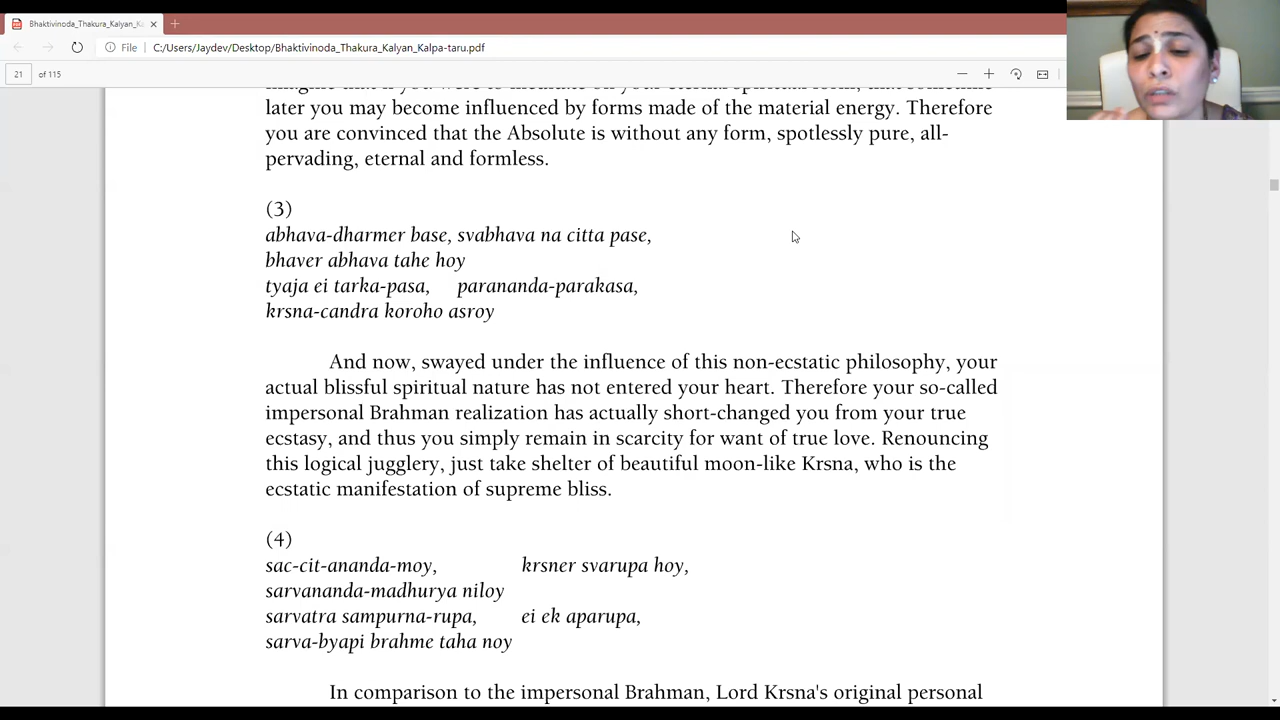 Bhaktivinoda_Thakura_Kalyan_K
File C:/Users/Jaydev/Desktop/Bhaktivinoda_Thakura_Kalyan_Kalpa-taru.pdf
21 of 115
later you may become influenced by forms made of the material energy. Therefore
you are convinced that the Absolute is without any form, spotlessly pure, all-
pervading, eternal and formless.
(3)
abhava-dharmer base, svabhava na citta pase,
bhaver abhava tahe hoy
tyaja ei tarka-pasa, parananda-parakasa,
krsna-candra koroho asroy
And now, swayed under the influence of this non-ecstatic philosophy, your
actual blissful spiritual nature has not entered your heart. Therefore your so-called
impersonal Brahman realization has actually short-changed you from your true
ecstasy, and thus you simply remain in scarcity for want of true love. Renouncing
this logical jugglery, just take shelter of beautiful moon-like Krsna, who is the
ecstatic manifestation of supreme bliss.
(4)
sac-cit-ananda-moy, krsner svarupa hoy,
sarvananda-madhurya niloy
sarvatra sampurna-rupa, ei ek aparupa,
sarva-byapi brahme taha noy
In comparison to the impersonal Brahman, Lord Krsna's original personal